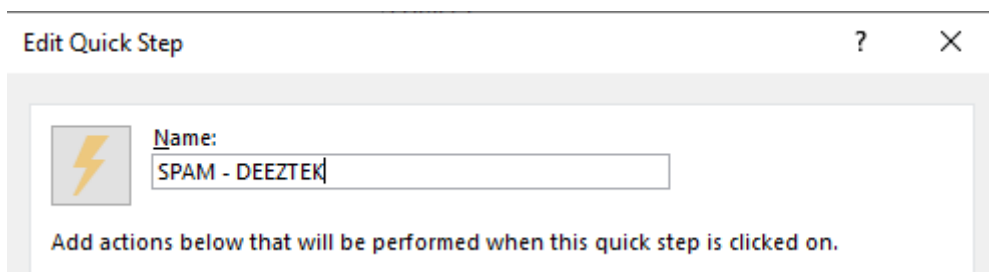 Edit Quick Step ?
Name:
SPAM - DEEZTEK
Add actions below that will be performed when this quick step is clicked on.